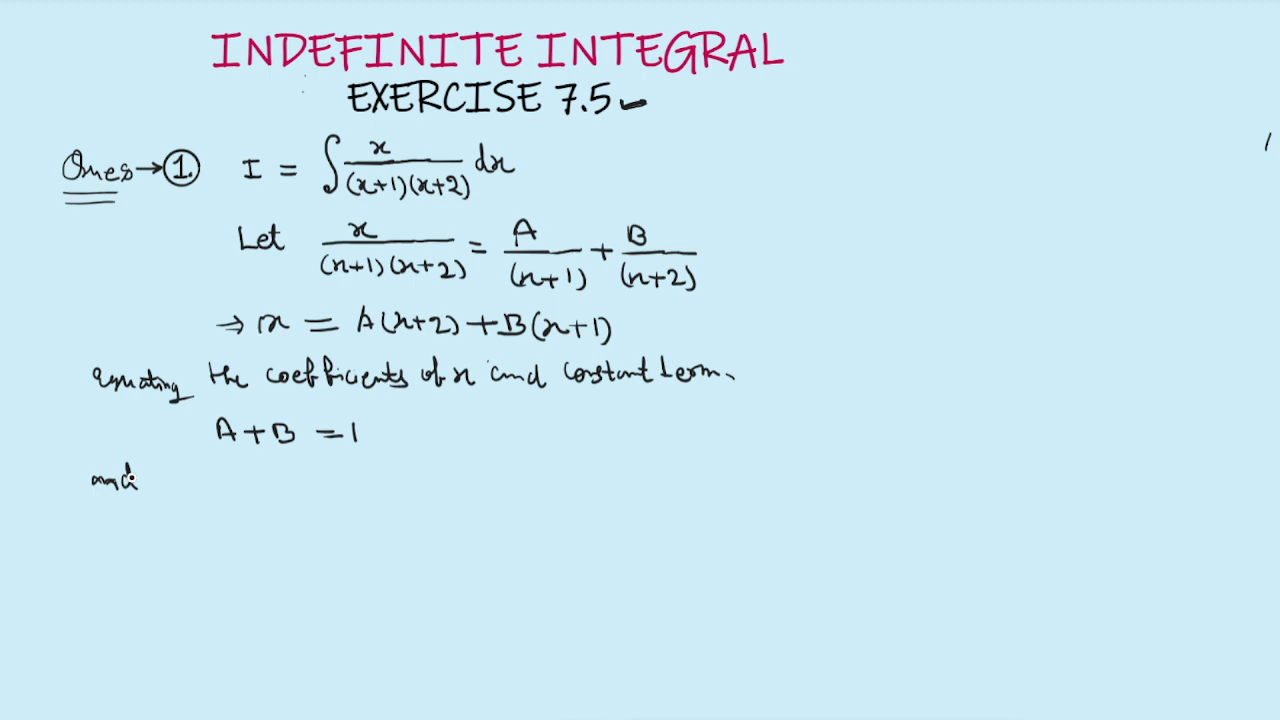 INDEFINITE INTEGRAL
EXERCISE 7.5
Ques → ①. I = ∫ x/((x+1)(x+2)) dx
Let x/((x+1)(x+2)) = A/(x+1) + B/(x+2)
⇒ x = A(x+2) + B(x+1)
equating the coefficients of x and constant term.
A + B = 1
and